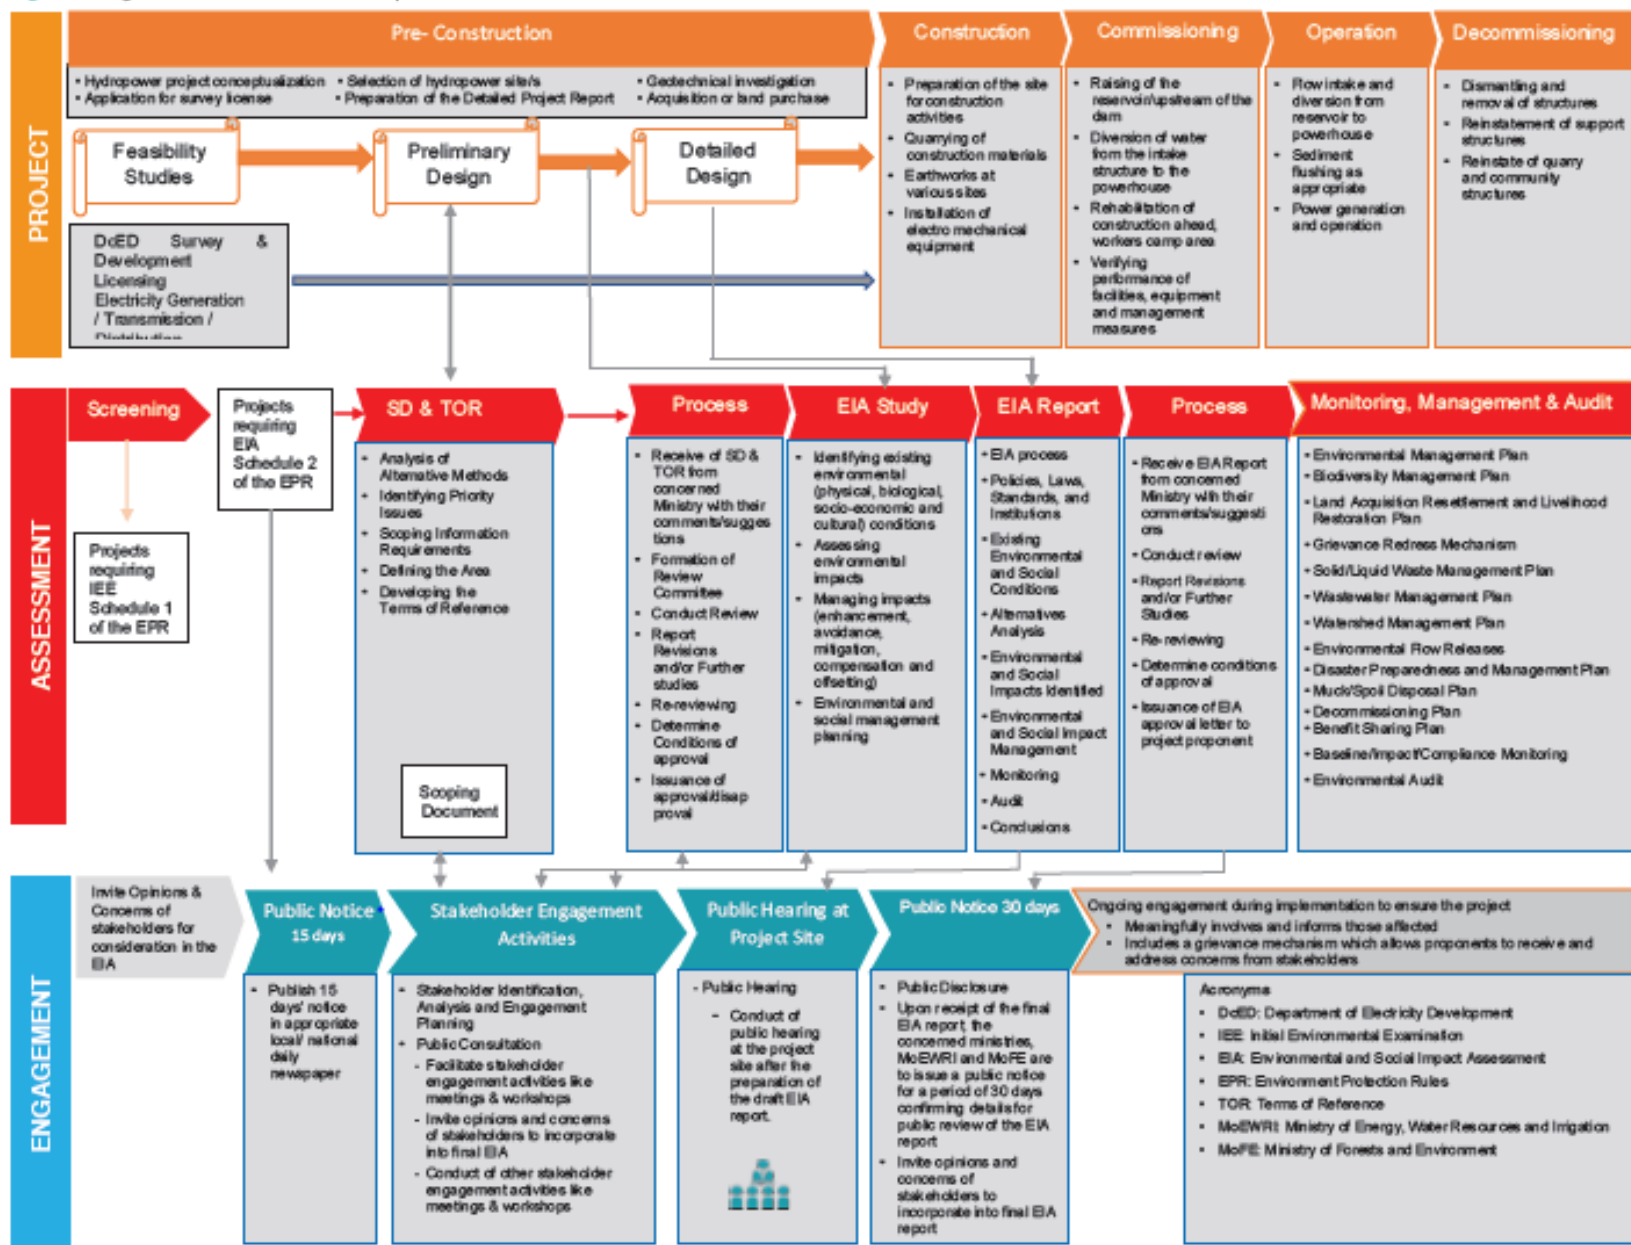 PROJECT
Pre- Construction
• Hydropower project conceptualization
• Application for survey license
• Selection of hydropower site/s
• Preparation of the Detailed Project Report
• Geotechnical investigation
• Acquisition or land purchase
Feasibility
Studies
Preliminary
Design
Detailed
Design
DoED Survey &
Development
Licensing
Electricity Generation
/ Transmission /
Construction
• Preparation of the site
for construction
activities
• Quarrying of
construction materials
• Earthworks at
various sites
• Installation of
electro mechanical
equipment
Commissioning
• Raising of the
reservoir/upstream of the
dam
• Diversion of water
from the intake
structure to the
powerhouse
• Rehabilitation of
construction ahead,
workers camp area
• Verifying
performance of
facilities, equipment
and management
measures
Operation
• Flow intake and
diversion from
reservoir to
powerhouse
• Sediment
flushing as
appropriate
• Power generation
and operation
Decommissioning
• Dismantling and
removal of structures
• Reinstatement of support
structures
• Reinstate of quarry
and community
structures
ASSESSMENT
Screening
Projects
requiring
IEE
Schedule 1
of the EPR
Projects
requiring
EIA
Schedule 2
of the EPR
SD & TOR
• Analysis of
Alternative Methods
• Identifying Priority
Issues
• Scoping Information
Requirements
• Defining the Area
• Developing the
Terms of Reference
Scoping
Document
Process
• Receive of SD &
TOR from
concerned
Ministry with their
comments/sugges
tions
• Formation of
Review
Committee
• Conduct Review
• Report
Revisions
and/or Further
studies
• Re-reviewing
• Determine
Conditions of
approval
• Issuance of
approval/disap
proval
EIA Study
• Identifying existing
environmental
(physical, biological,
socio-economic and
cultural) conditions
• Assessing
environmental
impacts
• Managing impacts
(enhancement,
avoidance,
mitigation,
compensation and
offsetting)
• Environmental and
social management
planning
EIA Report
• EIA process
• Policies, Laws,
Standards, and
Institutions
• Existing
Environmental
and Social
Conditions
• Alternatives
Analysis
• Environmental
and Social
Impacts Identified
• Environmental
and Social Impact
Management
• Monitoring
• Audit
• Conclusions
Process
• Receive EIA Report
from concerned
Ministry with their
comments/suggesti
ons
• Conduct review
• Report Revisions
and/or Further
Studies
• Re-reviewing
• Determine conditions
of approval
• Issuance of EIA
approval letter to
project proponent
Monitoring, Management & Audit
• Environmental Management Plan
• Biodiversity Management Plan
• Land Acquisition Resettlement and Livelihood
Restoration Plan
• Grievance Redress Mechanism
• Solid/Liquid Waste Management Plan
• Wastewater Management Plan
• Watershed Management Plan
• Environmental Flow Releases
• Disaster Preparedness and Management Plan
• Muck/Spoil Disposal Plan
• Decommissioning Plan
• Benefit Sharing Plan
• Baseline/Impact/Compliance Monitoring
• Environmental Audit
ENGAGEMENT
Invite Opinions &
Concerns of
stakeholders for
consideration in the
EIA
Public Notice
15 days
• Publish 15
days' notice
in appropriate
local/ national
daily
newspaper
Stakeholder Engagement
Activities
• Stakeholder Identification,
Analysis and Engagement
Planning
• Public Consultation
- Facilitate stakeholder
engagement activities like
meetings & workshops
- Invite opinions and concerns
of stakeholders to incorporate
into final EIA
- Conduct of other stakeholder
engagement activities like
meetings & workshops
Public Hearing at
Project Site
- Public Hearing
- Conduct of
public hearing
at the project
site after the
preparation of
the draft EIA
report.
Public Notice 30 days
• Public Disclosure
• Upon receipt of the final
EIA report, the
concerned ministries,
MoEWRI and MoFE are
to issue a public notice
for a period of 30 days
confirming details for
public review of the EIA
report
• Invite opinions and
concerns of
stakeholders to
incorporate into final EIA
report
Ongoing engagement during implementation to ensure the project
• Meaningfully involves and informs those affected
• Includes a grievance mechanism which allows proponents to receive and
address concerns from stakeholders
Acronyms
• DoED: Department of Electricity Development
• IEE: Initial Environmental Examination
• EIA: Environmental and Social Impact Assessment
• EPR: Environment Protection Rules
• TOR: Terms of Reference
• MoEWRI: Ministry of Energy, Water Resources and Irrigation
• MoFE: Ministry of Forests and Environment